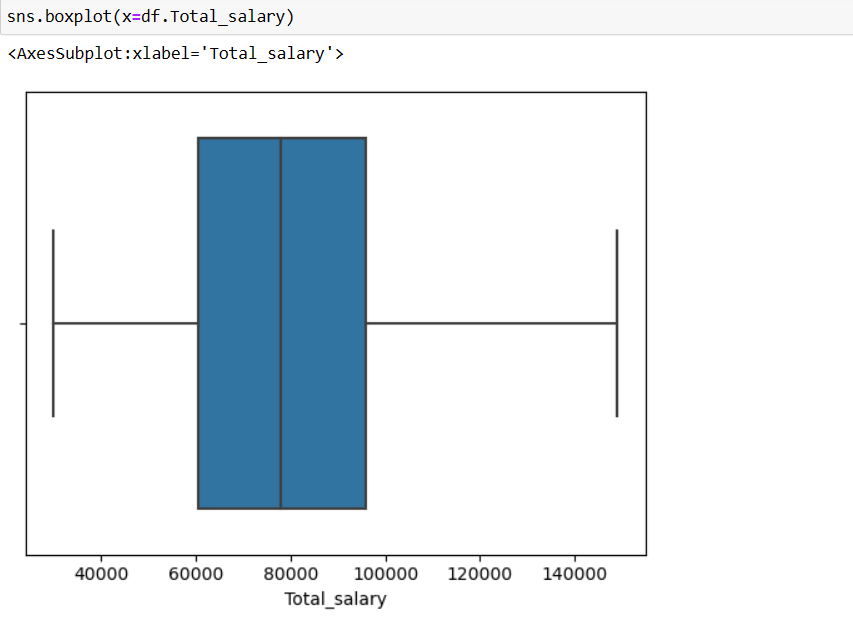 sns.boxplot(x=df.Total_salary)
<AxesSubplot:xlabel='Total_salary'>
40000 60000 80000 100000 120000 140000
Total_salary